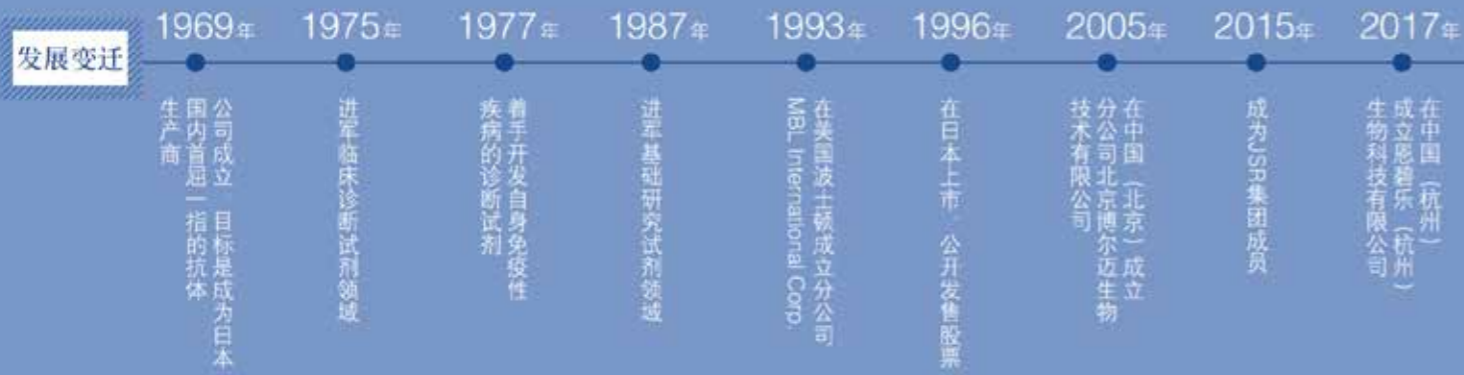 发展变迁
1969年
公司成立 目标是成为日本
国内首屈一指的抗体
生产商
1975年
进军临床诊断试剂领域
1977年
着手开发自身免疫性
疾病的诊断试剂
1987年
进军基础研究试剂领域
1993年
在美国波士顿成立分公司
MBL International Corp.
1996年
在日本上市、公开发售股票
2005年
在中国（北京）成立
分公司北京博尔迈生物
技术有限公司
2015年
成为JSR集团成员
2017年
在中国（杭州）
成立恩碧乐（杭州）
生物科技有限公司